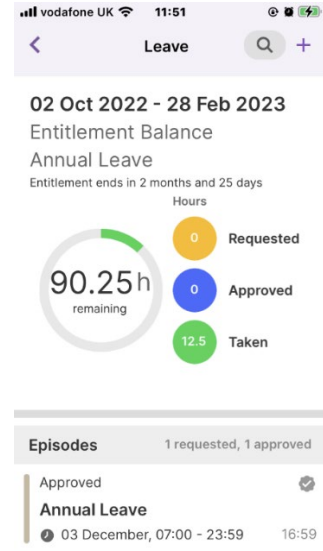 vodafone UK 11:51
Leave
02 Oct 2022 - 28 Feb 2023
Entitlement Balance
Annual Leave
Entitlement ends in 2 months and 25 days
Hours
90.25h
remaining
0 Requested
0 Approved
12.5 Taken
Episodes 1 requested, 1 approved
Approved
Annual Leave
03 December, 07:00 - 23:59 16:59